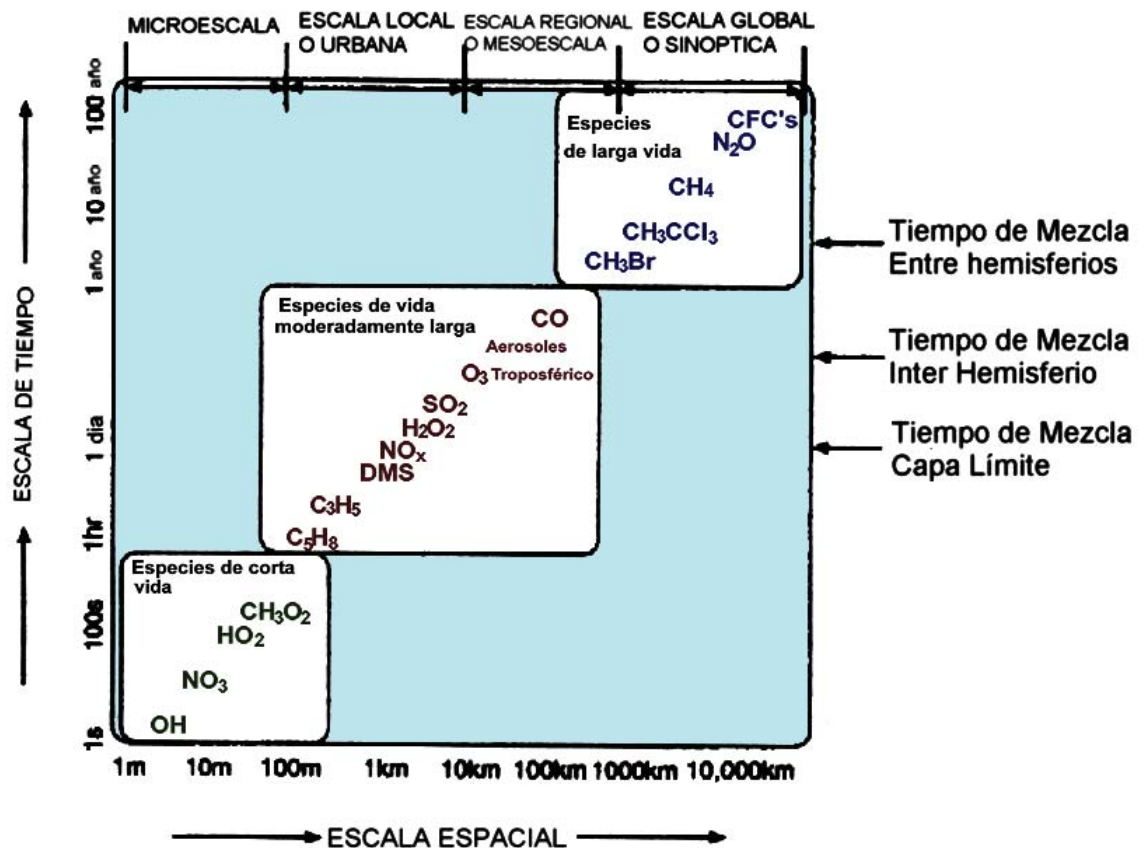 MICROESCALA
ESCALA LOCAL
O URBANA
ESCALA REGIONAL
O MESOESCALA
ESCALA GLOBAL
O SINOPTICA
ESCALA DE TIEMPO
100 año
10 año
1 año
1 dia
1hr
100s
1s
Especies
de larga vida
CFC's
N₂O
CH₄
CH₃CCl₃
CH₃Br
Especies de vida
moderadamente larga
CO
Aerosoles
O₃ Troposférico
SO₂
H₂O₂
NOₓ
DMS
C₃H₅
C₅H₈
Especies de corta
vida
CH₃O₂
HO₂
NO₃
OH
Tiempo de Mezcla
Entre hemisferios
Tiempo de Mezcla
Inter Hemisferio
Tiempo de Mezcla
Capa Límite
1m 10m 100m 1km 10km 100km 1000km 10,000km
ESCALA ESPACIAL